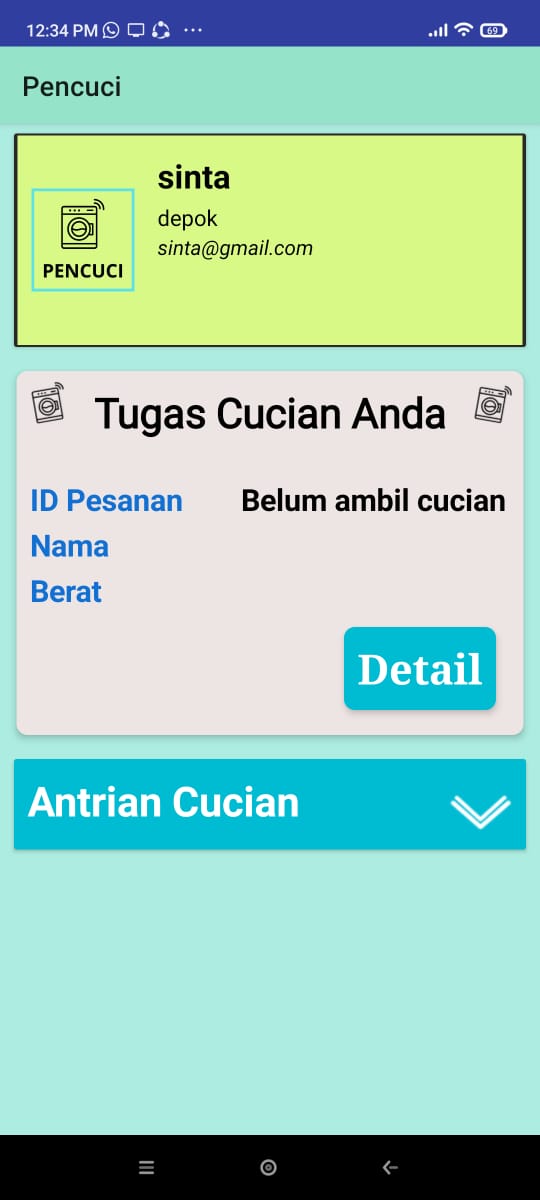 12:34 PM
69
Pencuci
sinta
depok
sinta@gmail.com
PENCUCI
Tugas Cucian Anda
ID Pesanan Belum ambil cucian
Nama
Berat
Detail
Antrian Cucian